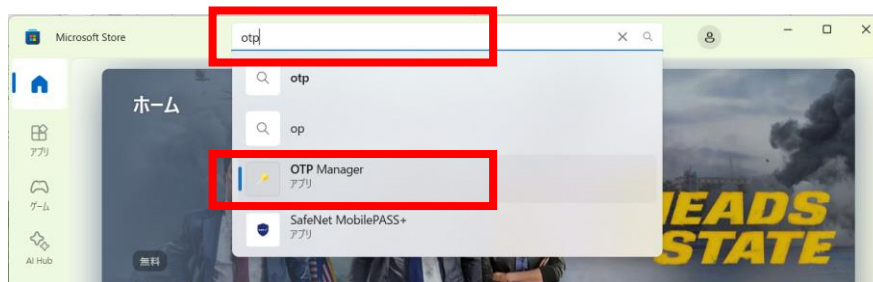 Microsoft Store
otp
ホーム
otp
op
アプリ
OTP Manager
アプリ
ゲーム
SafeNet MobilePASS+
アプリ
AI Hub
無料
HEADS
STATE